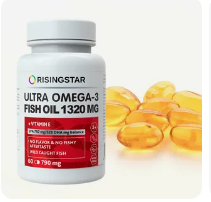 RISINGSTAR
ULTRA OMEGA-3
FISH OIL 1320 MG
+VITAMIN E
NO FLAVOR & NO FISHY
AFTERTASTE
WILD CAUGHT FISH
60 790 mg